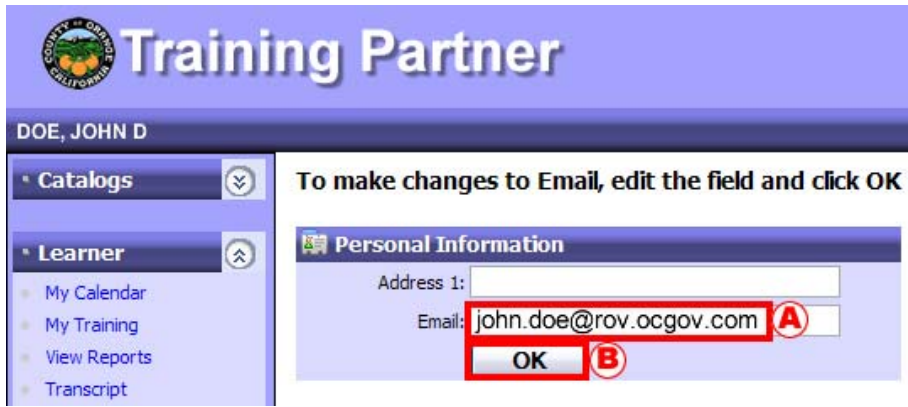 COUNTY OF ORANGE
CALIFORNIA
Training Partner
DOE, JOHN D
Catalogs
Learner
My Calendar
My Training
View Reports
Transcript
To make changes to Email, edit the field and click OK
Personal Information
Address 1:
Email: john.doe@rov.ocgov.com A
OK B